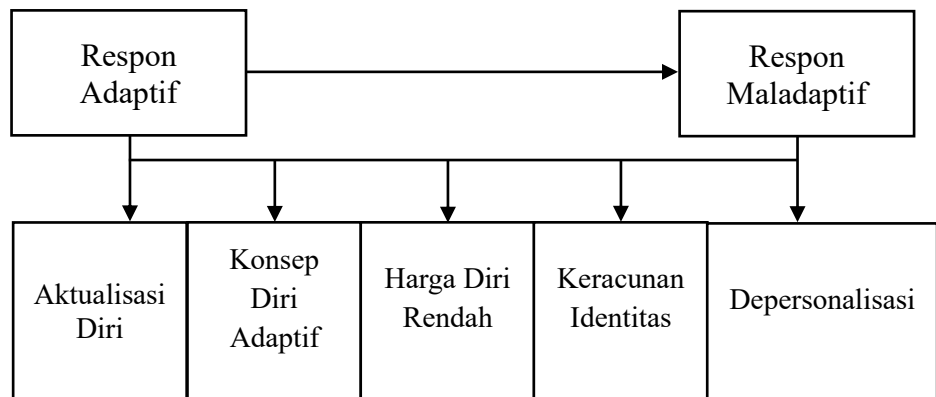 Respon
Adaptif
Respon
Maladaptif
Aktualisasi
Diri
Konsep
Diri
Adaptif
Harga Diri
Rendah
Keracunan
Identitas
Depersonalisasi